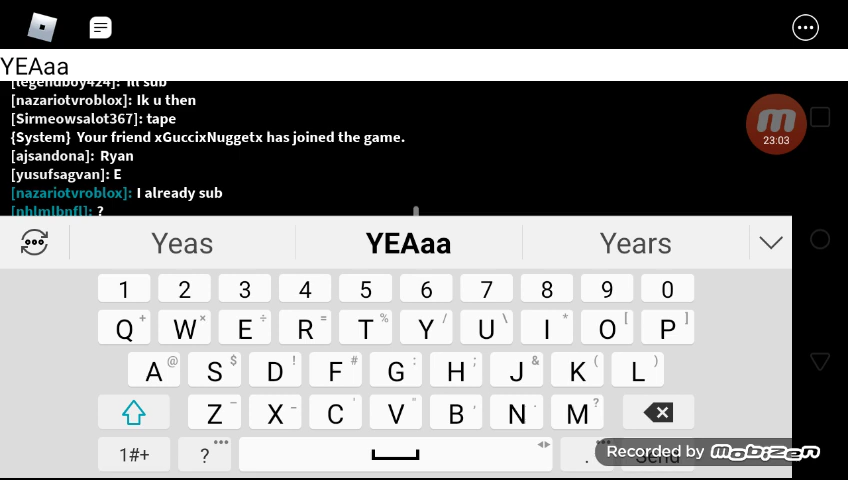 YEAaa
[legendboy424]: Ill sub
[nazariotvroblox]: Ik u then
[Sirmeowsalot367]: tape
{System} Your friend xGuccixNuggetx has joined the game.
[ajsandona]: Ryan
[yusufsagvan]: E
[nazariotvroblox]: I already sub
[nhlmlbnfl]: ?
23:03
Yeas YEAaa Years
1 2 3 4 5 6 7 8 9 0
Q + W × E ÷ R = T % Y / U \ I * O [ P ]
A @ S $ D ! F # G : H ; J & K ( L )
Z _ X - C ' V " B , N . M ?
1#+ ? . Send
Recorded by mobizen